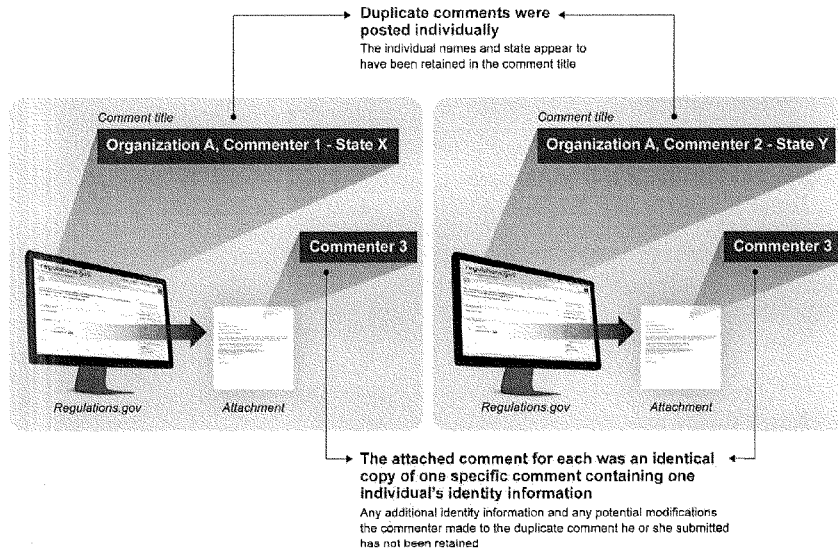 Duplicate comments were
posted individually
The individual names and state appear to
have been retained in the comment title
Comment title
Organization A, Commenter 1 - State X
Commenter 3
regulations.gov
Regulations.gov
Attachment
Comment title
Organization A, Commenter 2 - State Y
Commenter 3
regulations.gov
Regulations.gov
Attachment
The attached comment for each was an identical
copy of one specific comment containing one
individual's identity information
Any additional identity information and any potential modifications
the commenter made to the duplicate comment he or she submitted
has not been retained